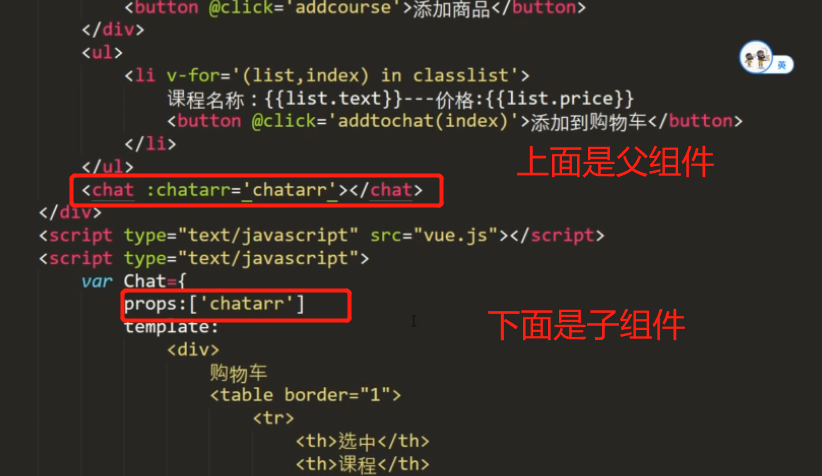 <button @click='addcourse'>添加商品</button>
</div>
<ul>
<li v-for='(list,index) in classlist'>
课程名称：{{list.text}}---价格:{{list.price}}
<button @click='addtochat(index)'>添加到购物车</button>
</li>
</ul>
上面是父组件
<chat :chatarr='chatarr'></chat>
</div>
<script type="text/javascript" src="vue.js"></script>
<script type="text/javascript">
var Chat={
props:['chatarr']
下面是子组件
template:
<div>
购物车
<table border="1">
<tr>
<th>选中</th>
<th>课程</th>
英